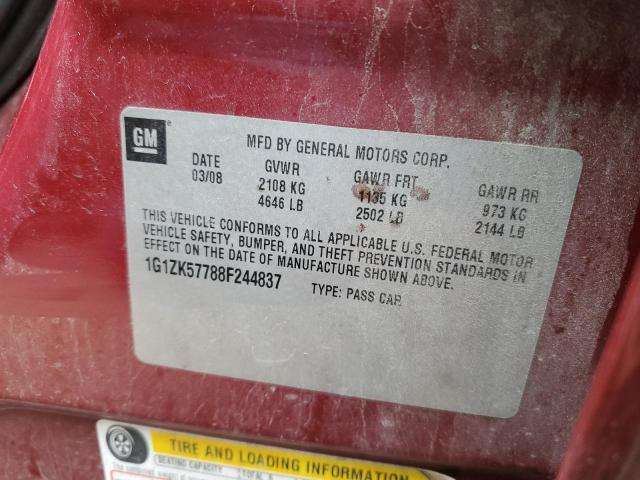 GM
MFD BY GENERAL MOTORS CORP.
DATE GVWR GAWR FRT GAWR RR
03/08 2108 KG 1135 KG 973 KG
4646 LB 2502 LB 2144 LB
THIS VEHICLE CONFORMS TO ALL APPLICABLE U.S. FEDERAL MOTOR
VEHICLE SAFETY, BUMPER, AND THEFT PREVENTION STANDARDS IN
EFFECT ON THE DATE OF MANUFACTURE SHOWN ABOVE.
1G1ZK57788F244837 TYPE: PASS CAR
TIRE AND LOADING INFORMATION
SEATING CAPACITY TOTAL